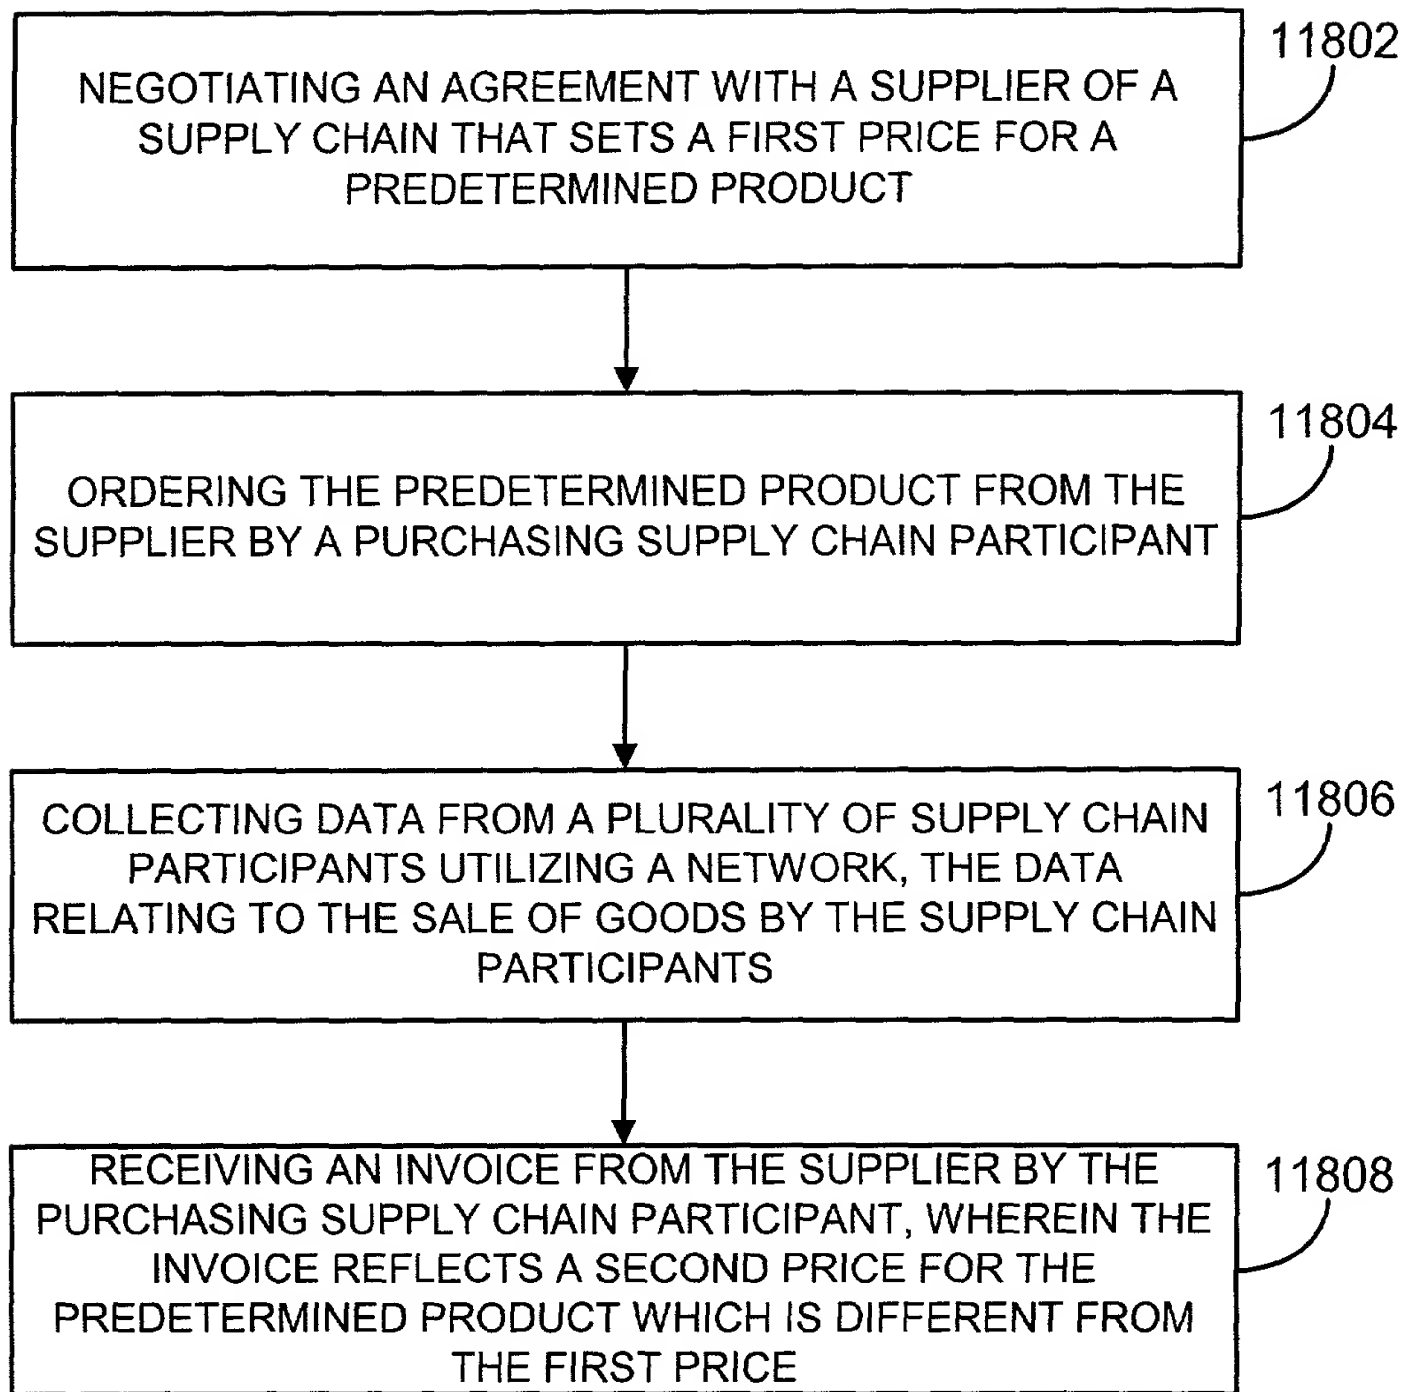 11802
NEGOTIATING AN AGREEMENT WITH A SUPPLIER OF A
SUPPLY CHAIN THAT SETS A FIRST PRICE FOR A
PREDETERMINED PRODUCT
11804
ORDERING THE PREDETERMINED PRODUCT FROM THE
SUPPLIER BY A PURCHASING SUPPLY CHAIN PARTICIPANT
11806
COLLECTING DATA FROM A PLURALITY OF SUPPLY CHAIN
PARTICIPANTS UTILIZING A NETWORK, THE DATA
RELATING TO THE SALE OF GOODS BY THE SUPPLY CHAIN
PARTICIPANTS
11808
RECEIVING AN INVOICE FROM THE SUPPLIER BY THE
PURCHASING SUPPLY CHAIN PARTICIPANT, WHEREIN THE
INVOICE REFLECTS A SECOND PRICE FOR THE
PREDETERMINED PRODUCT WHICH IS DIFFERENT FROM
THE FIRST PRICE